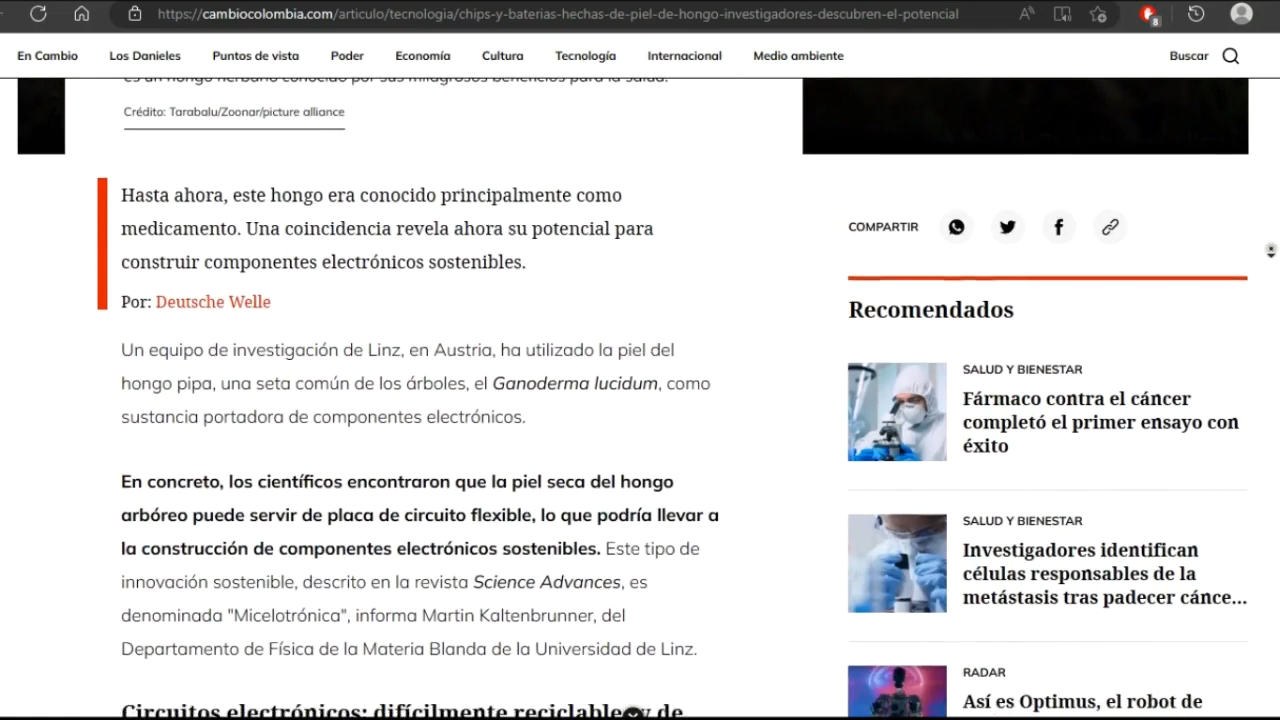 https://cambiocolombia.com/articulo/tecnologia/chips-y-baterias-hechas-de-piel-de-hongo-investigadores-descubren-el-potencial
8
En Cambio Los Danieles Puntos de vista Poder Economía Cultura Tecnología Internacional Medio ambiente Buscar
es un hongo herbario conocido por sus milagrosos beneficios para la salud.
Crédito: Tarabalu/Zoonar/picture alliance
Hasta ahora, este hongo era conocido principalmente como
medicamento. Una coincidencia revela ahora su potencial para
construir componentes electrónicos sostenibles.
Por: Deutsche Welle
Un equipo de investigación de Linz, en Austria, ha utilizado la piel del
hongo pipa, una seta común de los árboles, el Ganoderma lucidum, como
sustancia portadora de componentes electrónicos.
En concreto, los científicos encontraron que la piel seca del hongo
arbóreo puede servir de placa de circuito flexible, lo que podría llevar a
la construcción de componentes electrónicos sostenibles. Este tipo de
innovación sostenible, descrito en la revista Science Advances, es
denominada "Micelotrónica", informa Martin Kaltenbrunner, del
Departamento de Física de la Materia Blanda de la Universidad de Linz.
Circuitos electrónicos: difícilmente reciclables y de
COMPARTIR
Recomendados
SALUD Y BIENESTAR
Fármaco contra el cáncer
completó el primer ensayo con
éxito
SALUD Y BIENESTAR
Investigadores identifican
células responsables de la
metástasis tras padecer cánce...
RADAR
Así es Optimus, el robot de